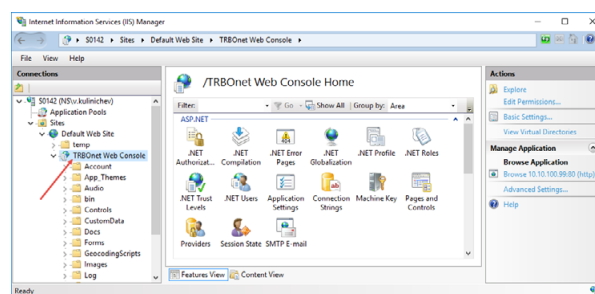 Internet Information Services (IIS) Manager
S0142 ▸ Sites ▸ Default Web Site ▸ TRBOnet Web Console ▸
File View Help
Connections
S0142 (NS\v.kulinichev)
Application Pools
Sites
Default Web Site
temp
TRBOnet Web Console
Account
App_Themes
Audio
bin
Controls
CustomData
Docs
Forms
GeocodingScripts
Images
Log
/TRBOnet Web Console Home
Filter: Go Show All Group by: Area
ASP.NET
.NET Authorizat...
.NET Compilation
.NET Error Pages
.NET Globalization
.NET Profile
.NET Roles
.NET Trust Levels
.NET Users
Application Settings
Connection Strings
Machine Key
Pages and Controls
Providers
Session State
SMTP E-mail
Features View Content View
Actions
Explore
Edit Permissions...
Basic Settings...
View Virtual Directories
Manage Application
Browse Application
Browse 10.10.100.99:80 (http)
Advanced Settings...
Help
Ready